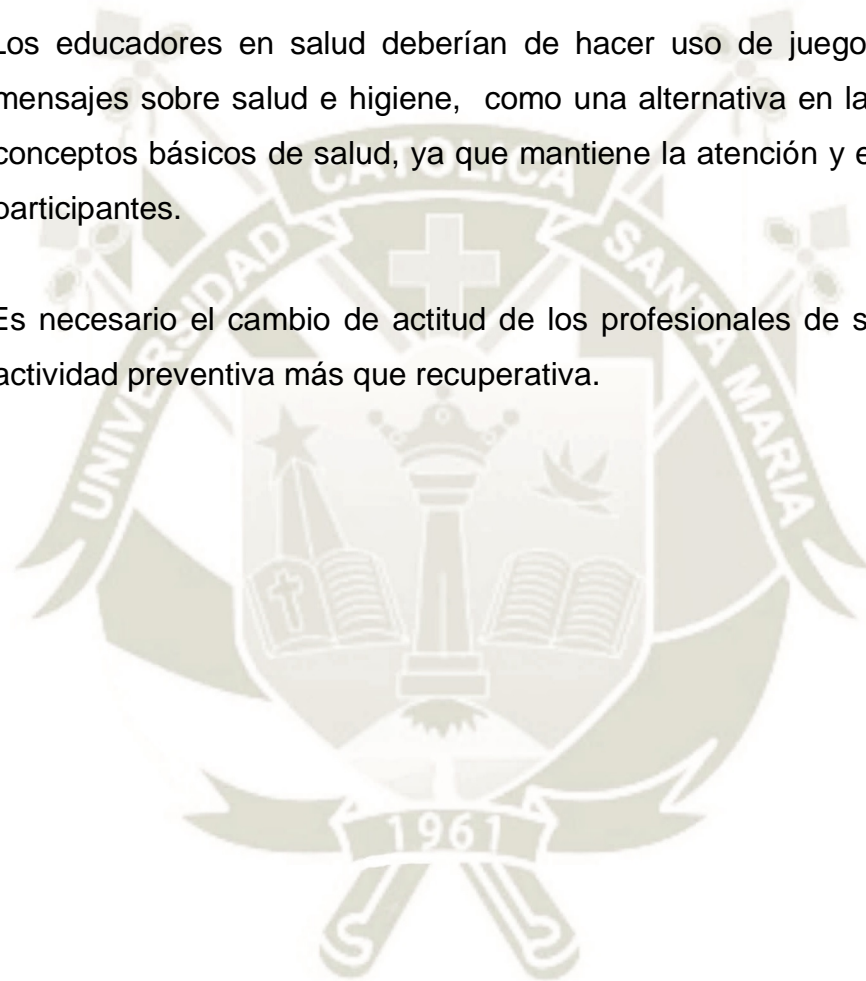 Los educadores en salud deberían de hacer uso de juego
mensajes sobre salud e higiene, como una alternativa en la
conceptos básicos de salud, ya que mantiene la atención y e
participantes.
Es necesario el cambio de actitud de los profesionales de s
actividad preventiva más que recuperativa.
UNIVERSIDAD CATOLICA SANTA MARIA
1961